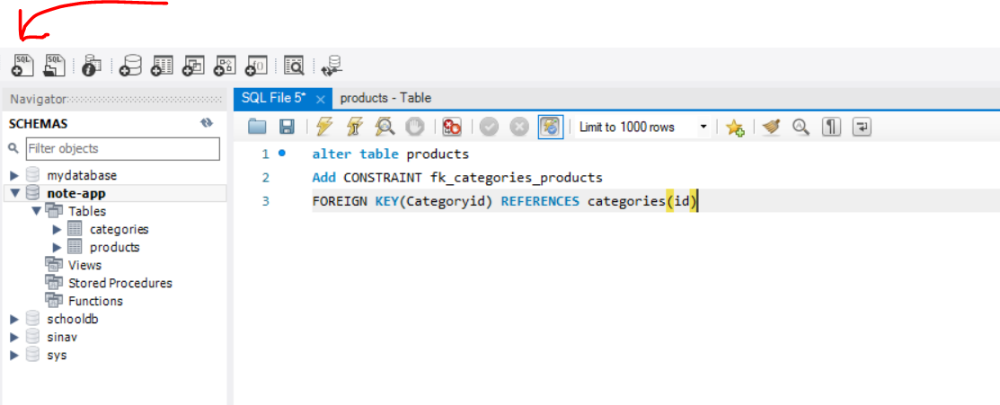 SQL SQL
Navigator
SQL File 5* products - Table
SCHEMAS
Filter objects
Limit to 1000 rows
mydatabase
note-app
Tables
categories
products
Views
Stored Procedures
Functions
schooldb
sinav
sys
1 alter table products
2 Add CONSTRAINT fk_categories_products
3 FOREIGN KEY(Categoryid) REFERENCES categories(id)